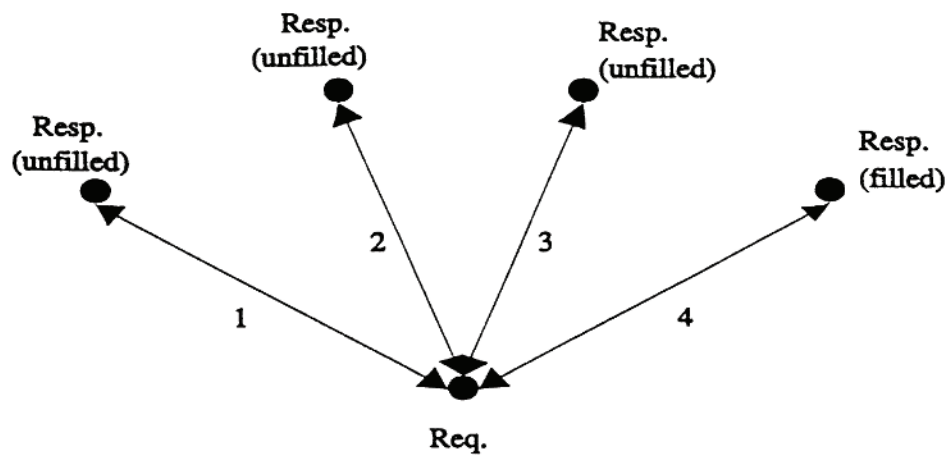 Resp.
(unfilled)
Resp.
(unfilled)
Resp.
(unfilled)
Resp.
(filled)
1
2
3
4
Req.